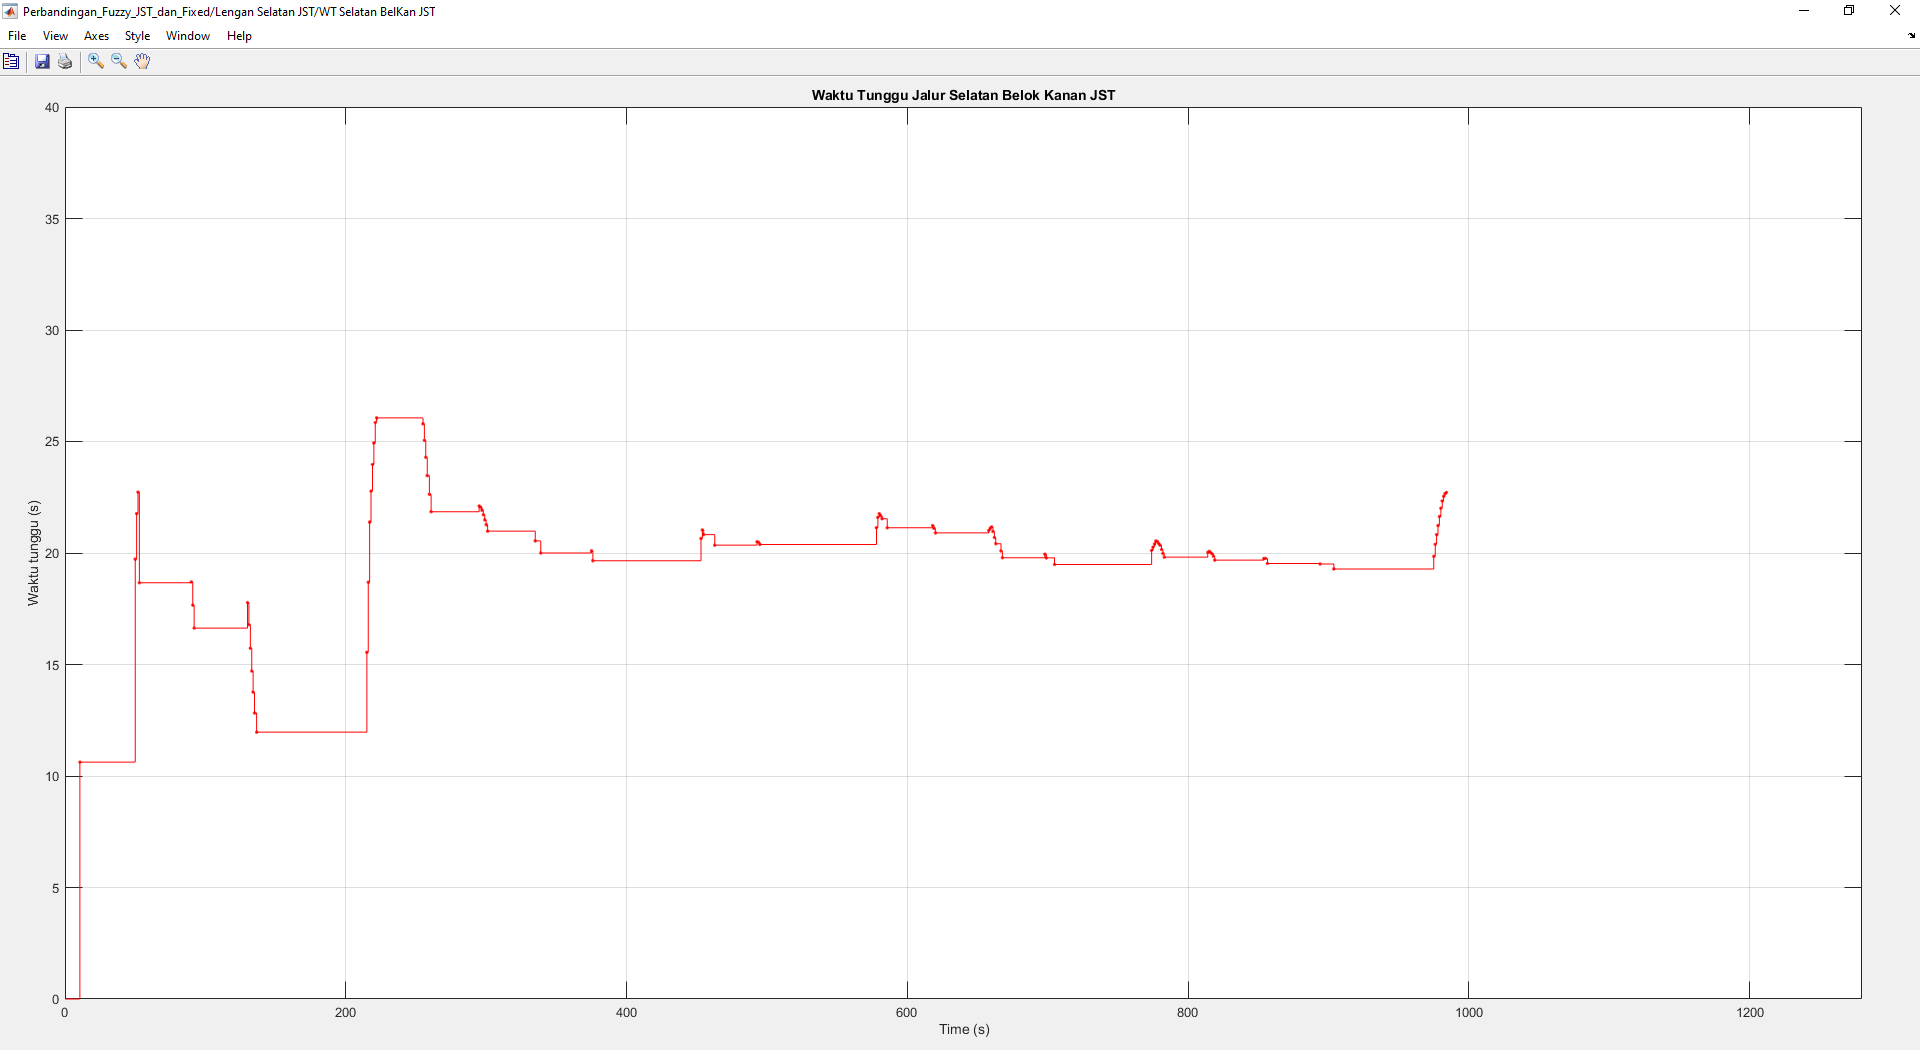 Perbandingan_Fuzzy_JST_dan_Fixed/Lengan Selatan JST/WT Selatan BelKan JST
File View Axes Style Window Help
Waktu Tunggu Jalur Selatan Belok Kanan JST
40
35
30
25
20
15
10
5
0
Waktu tunggu (s)
0 200 400 600 800 1000 1200
Time (s)